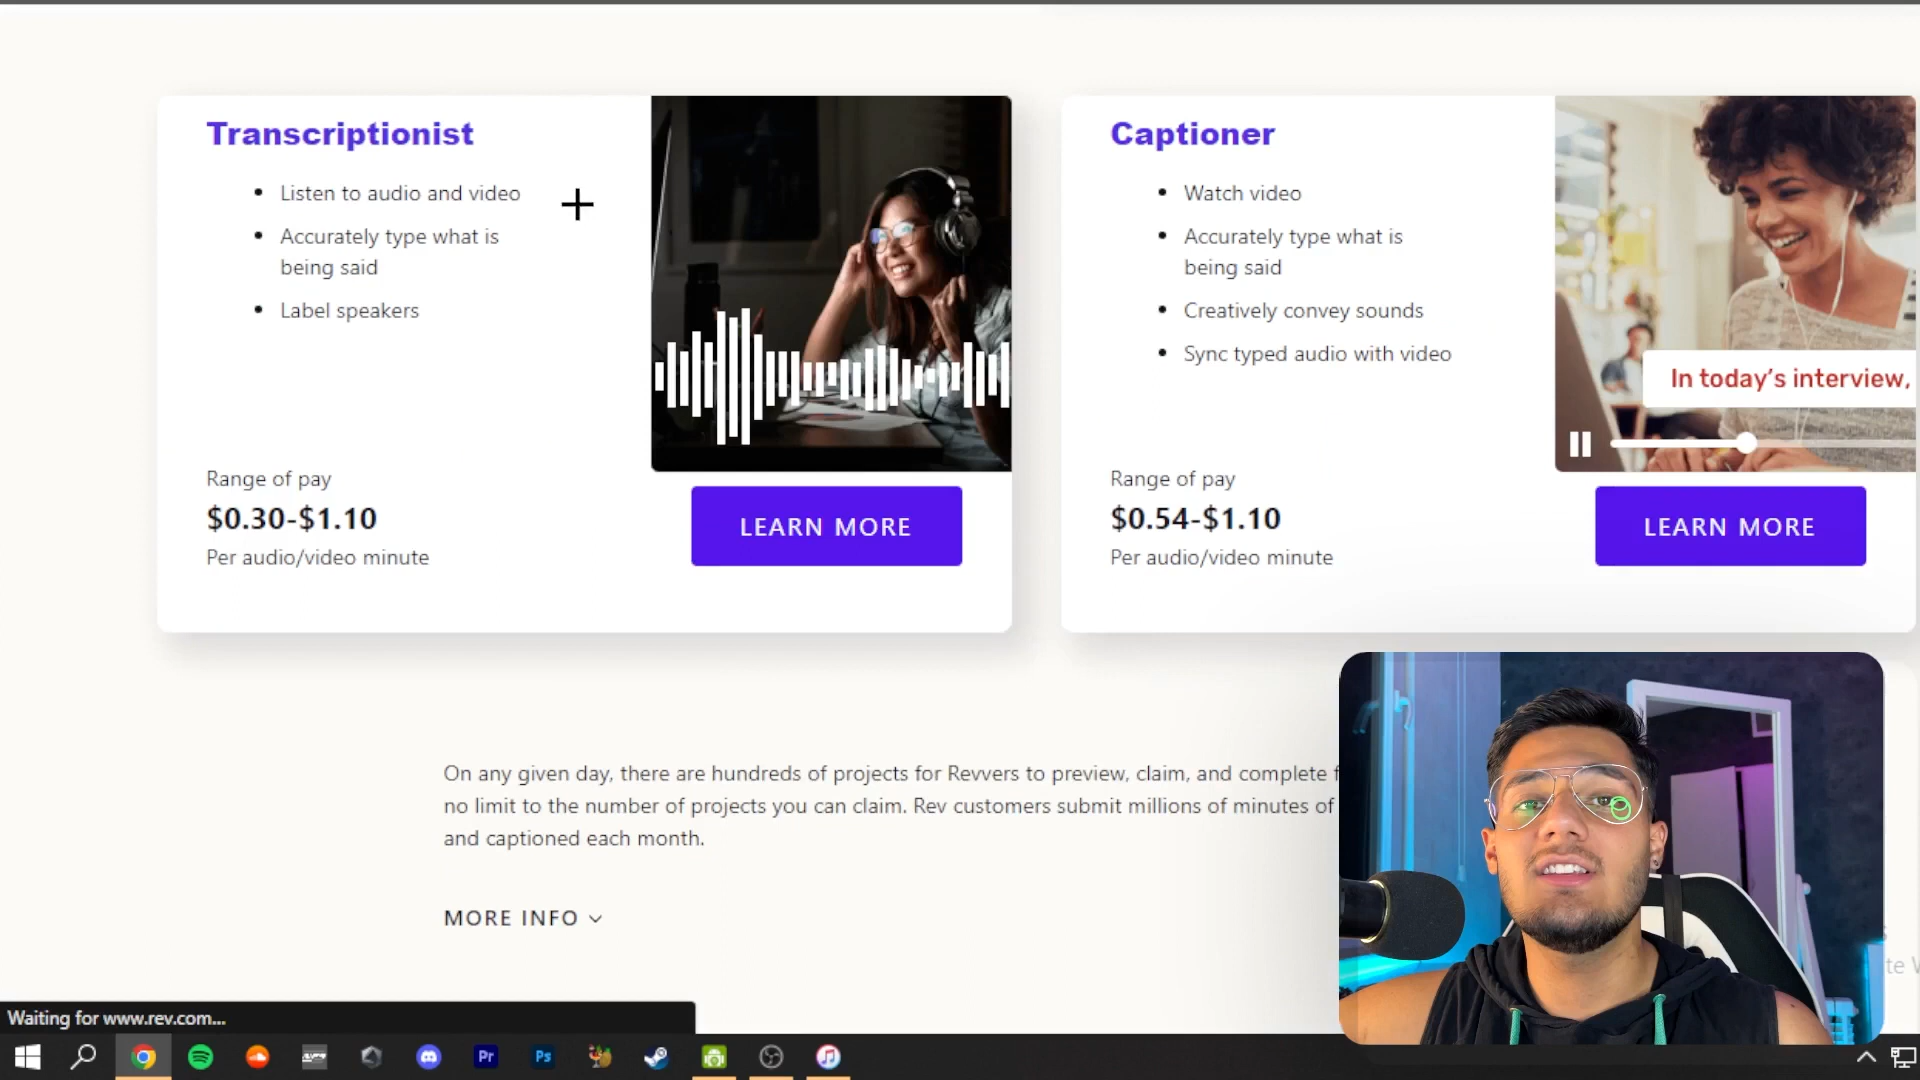 Transcriptionist
Listen to audio and video
Accurately type what is
being said
Label speakers
Range of pay
$0.30-$1.10
Per audio/video minute
LEARN MORE
Captioner
Watch video
Accurately type what is
being said
Creatively convey sounds
Sync typed audio with video
In today's interview,
Range of pay
$0.54-$1.10
Per audio/video minute
LEARN MORE
On any given day, there are hundreds of projects for Revvers to preview, claim, and complete f
no limit to the number of projects you can claim. Rev customers submit millions of minutes of
and captioned each month.
MORE INFO
Waiting for www.rev.com...
Pr
Ps